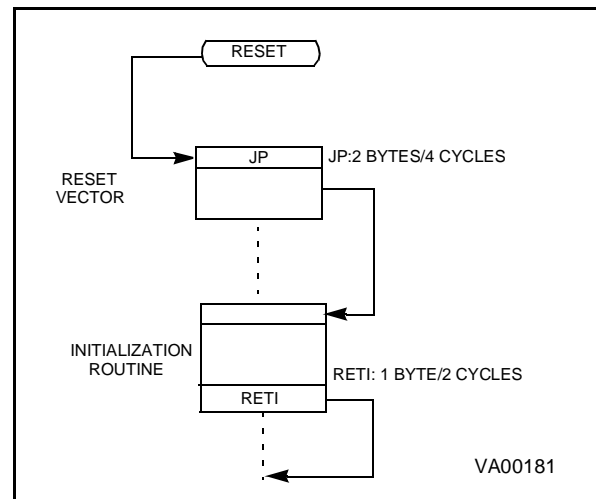 RESET
JP
JP:2 BYTES/4 CYCLES
RESET
VECTOR
INITIALIZATION
ROUTINE
RETI: 1 BYTE/2 CYCLES
RETI
VA00181